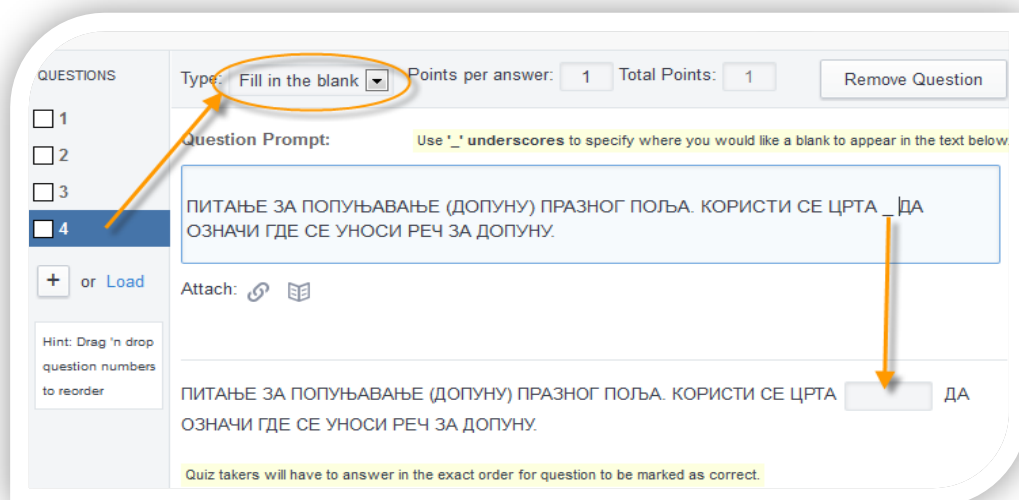 QUESTIONS
Type: Fill in the blank Points per answer: 1 Total Points: 1 Remove Question
1
2
3
4
+ or Load
Hint: Drag 'n drop
question numbers
to reorder
Question Prompt: Use '_' underscores to specify where you would like a blank to appear in the text below.
ПИТАЊЕ ЗА ПОПУЊАВАЊЕ (ДОПУНУ) ПРАЗНОГ ПОЉА. КОРИСТИ СЕ ЦРТА _ ДА
ОЗНАЧИ ГДЕ СЕ УНОСИ РЕЧ ЗА ДОПУНУ.
Attach:
ПИТАЊЕ ЗА ПОПУЊАВАЊЕ (ДОПУНУ) ПРАЗНОГ ПОЉА. КОРИСТИ СЕ ЦРТА ДА
ОЗНАЧИ ГДЕ СЕ УНОСИ РЕЧ ЗА ДОПУНУ.
Quiz takers will have to answer in the exact order for question to be marked as correct.